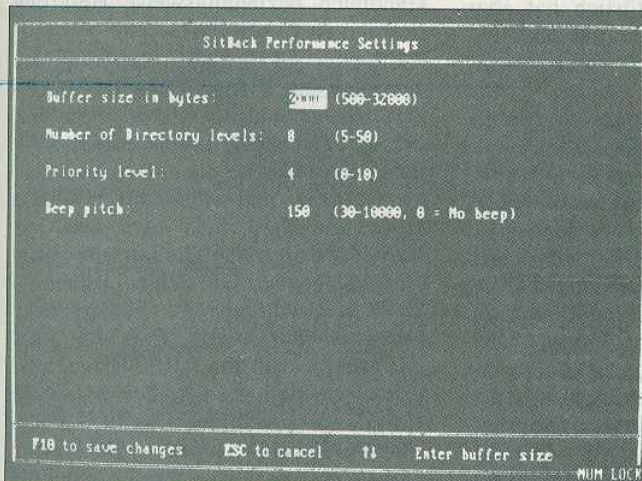 SitBack Performance Settings
Buffer size in bytes: (500-32000)
Number of Directory levels: 8 (5-50)
Priority level: 4 (0-10)
Beep pitch: 150 (30-10000, 0 = No beep)
F10 to save changes ESC to cancel ↑↓ Enter buffer size
NUM LOCK